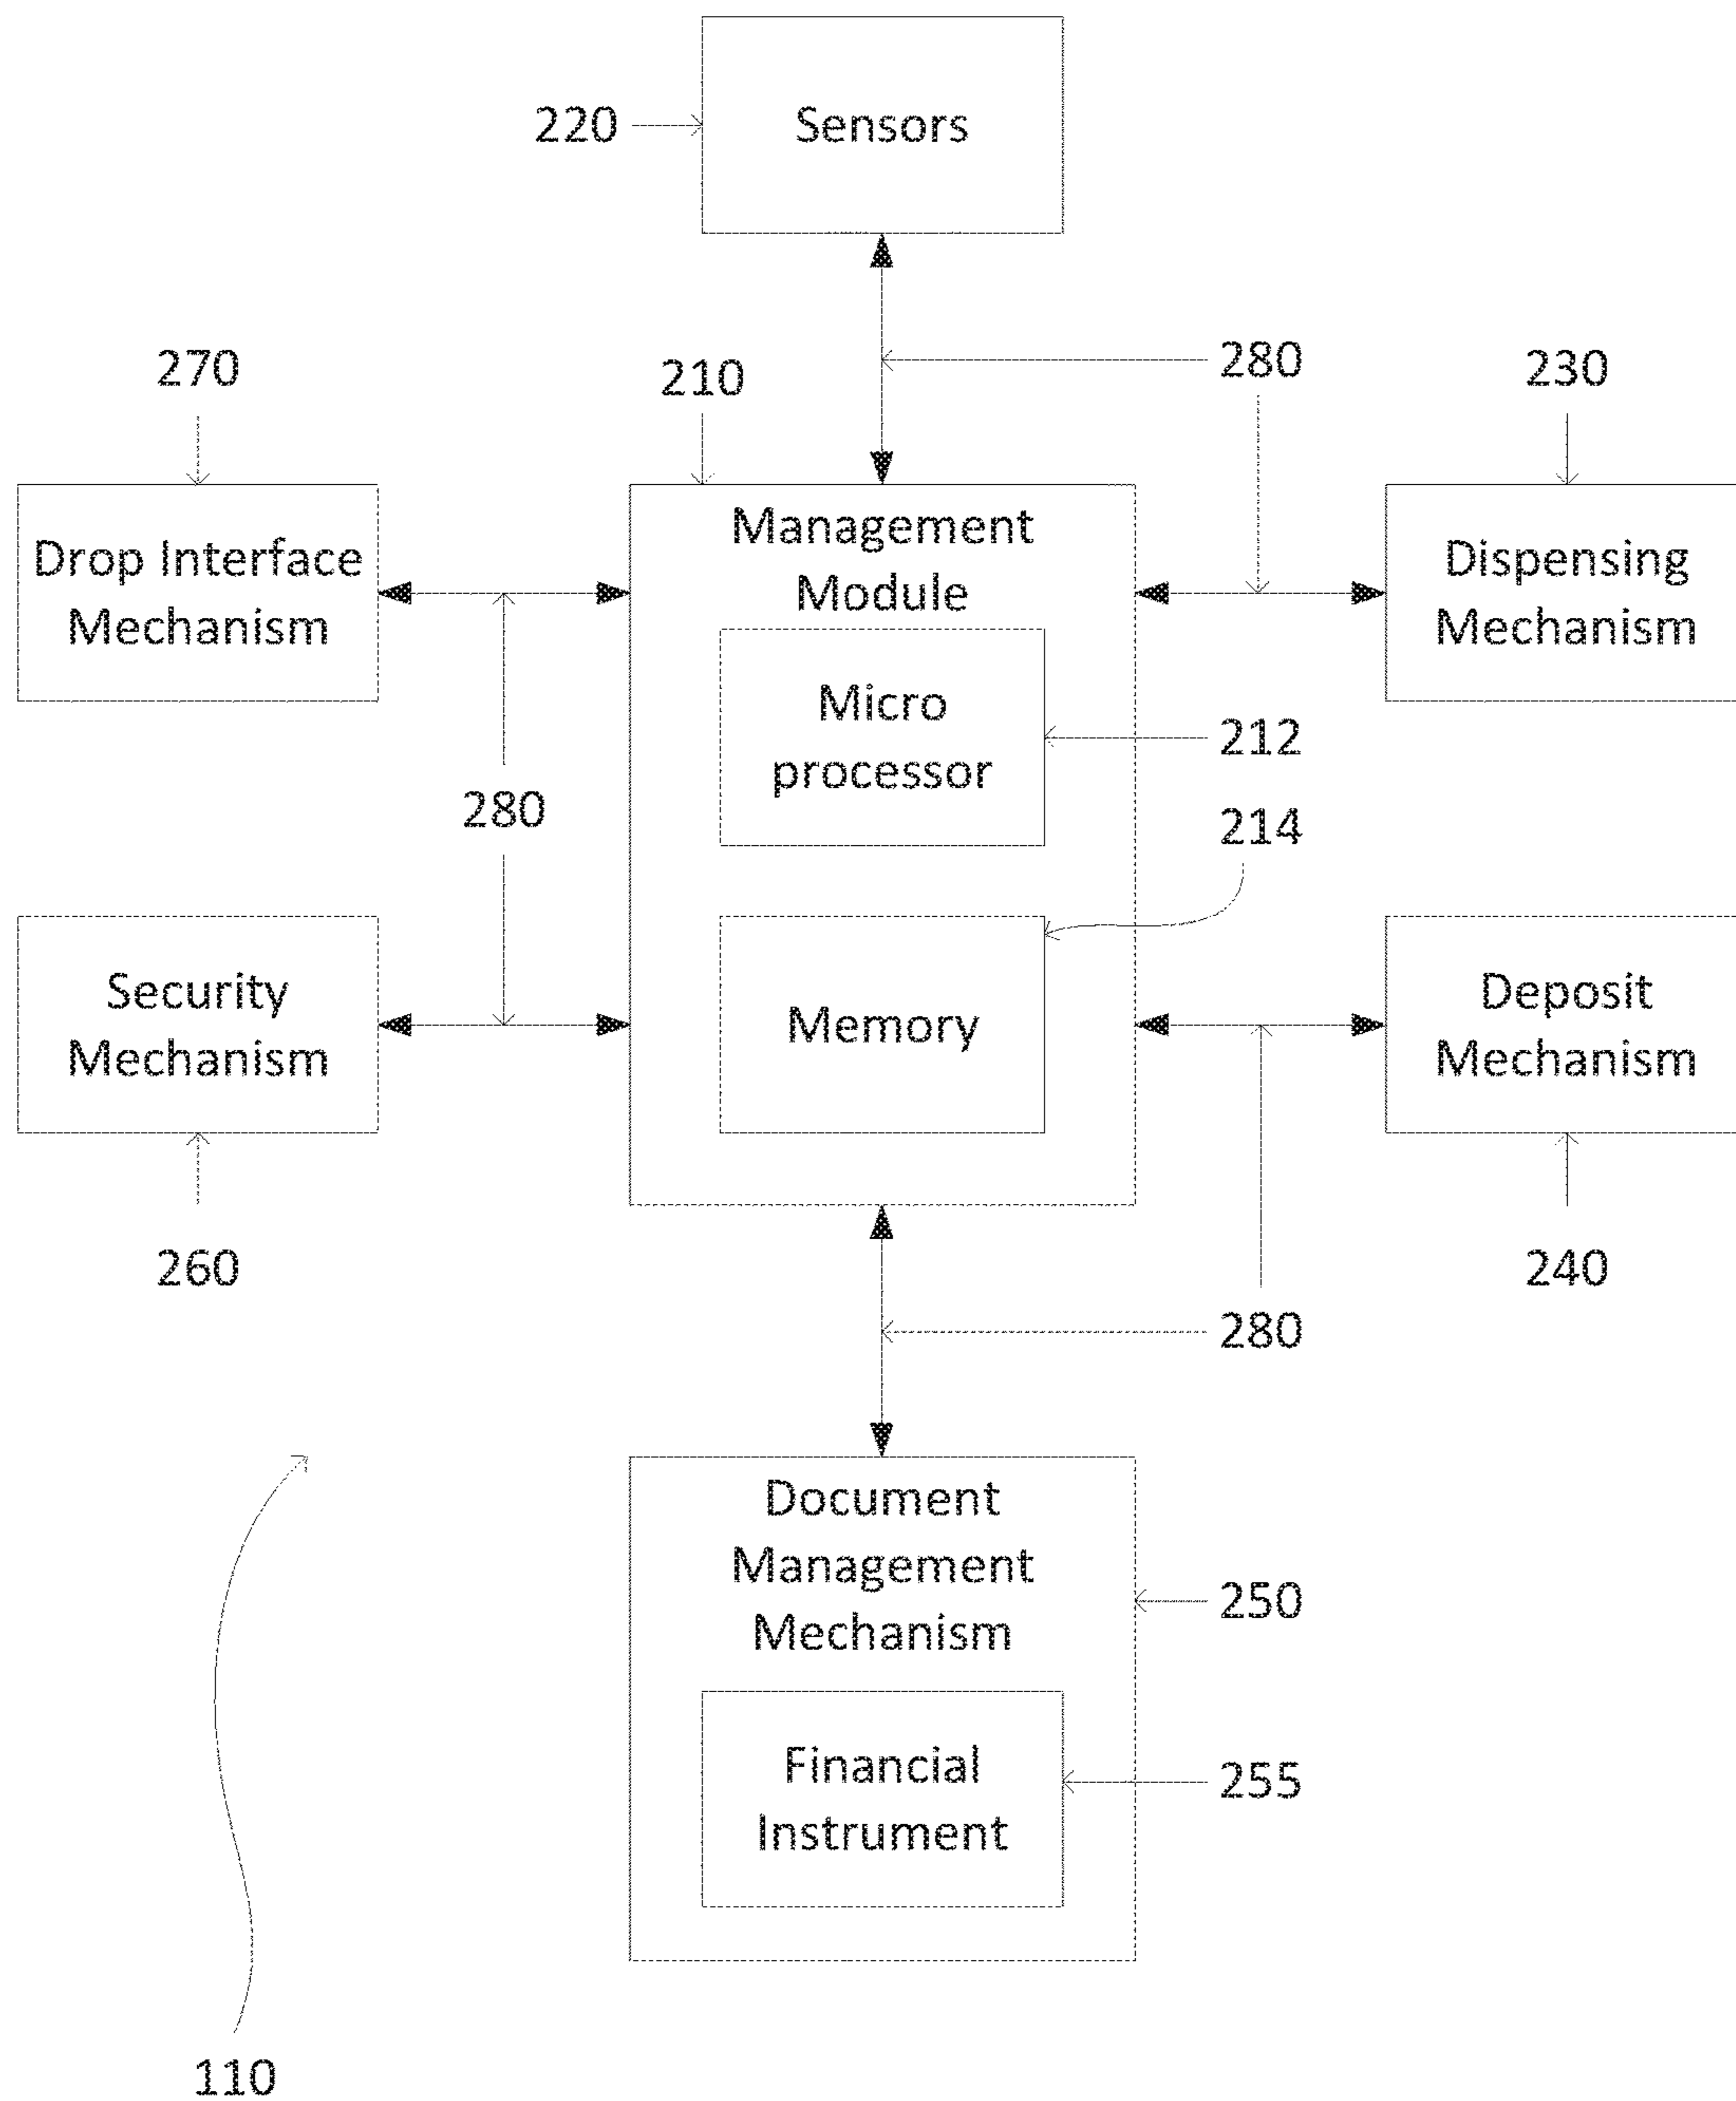 Sensors
220
280
270
210
230
Drop Interface
Mechanism
Management
Module
Dispensing
Mechanism
Micro
processor
212
280
214
Security
Mechanism
Memory
Deposit
Mechanism
260
240
280
Document
Management
Mechanism
250
Financial
Instrument
255
110